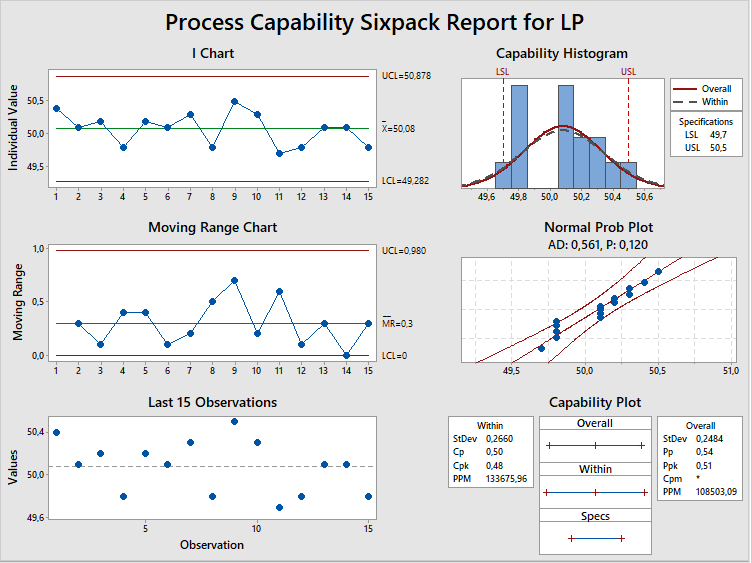 Process Capability Sixpack Report for LP
I Chart
Individual Value
50,5
50,0
49,5
1 2 3 4 5 6 7 8 9 10 11 12 13 14 15
UCL=50,878
X̅=50,08
LCL=49,282
Capability Histogram
LSL USL
49,6 49,8 50,0 50,2 50,4 50,6
Overall
Within
Specifications
LSL 49,7
USL 50,5
Moving Range Chart
Moving Range
1,0
0,5
0,0
1 2 3 4 5 6 7 8 9 10 11 12 13 14 15
UCL=0,980
M̅R̅=0,3
LCL=0
Normal Prob Plot
AD: 0,561, P: 0,120
49,5 50,0 50,5 51,0
Last 15 Observations
Values
50,4
50,0
49,6
5 10 15
Observation
Capability Plot
Within
StDev 0,2660
Cp 0,50
Cpk 0,48
PPM 133675,96
Overall
Within
Specs
Overall
StDev 0,2484
Pp 0,54
Ppk 0,51
Cpm *
PPM 108503,09